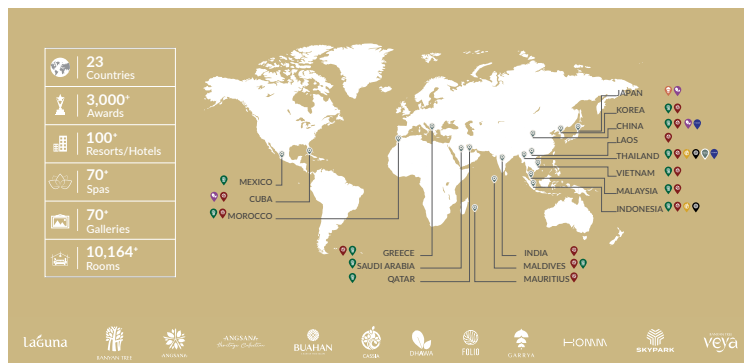 23
Countries
3,000+
Awards
100+
Resorts/Hotels
70+
Spas
70+
Galleries
10,164+
Rooms
JAPAN
KOREA
CHINA
LAOS
THAILAND
VIETNAM
MALAYSIA
INDONESIA
MEXICO
CUBA
MOROCCO
GREECE
SAUDI ARABIA
QATAR
INDIA
MALDIVES
MAURITIUS
laguna
BANYAN TREE
ANGSANA
ANGSANA
Heritage Collection
BUAHAN
CASSIA
DHAWA
FOLIO
GARRYA
HOMM
SKYPARK
veya